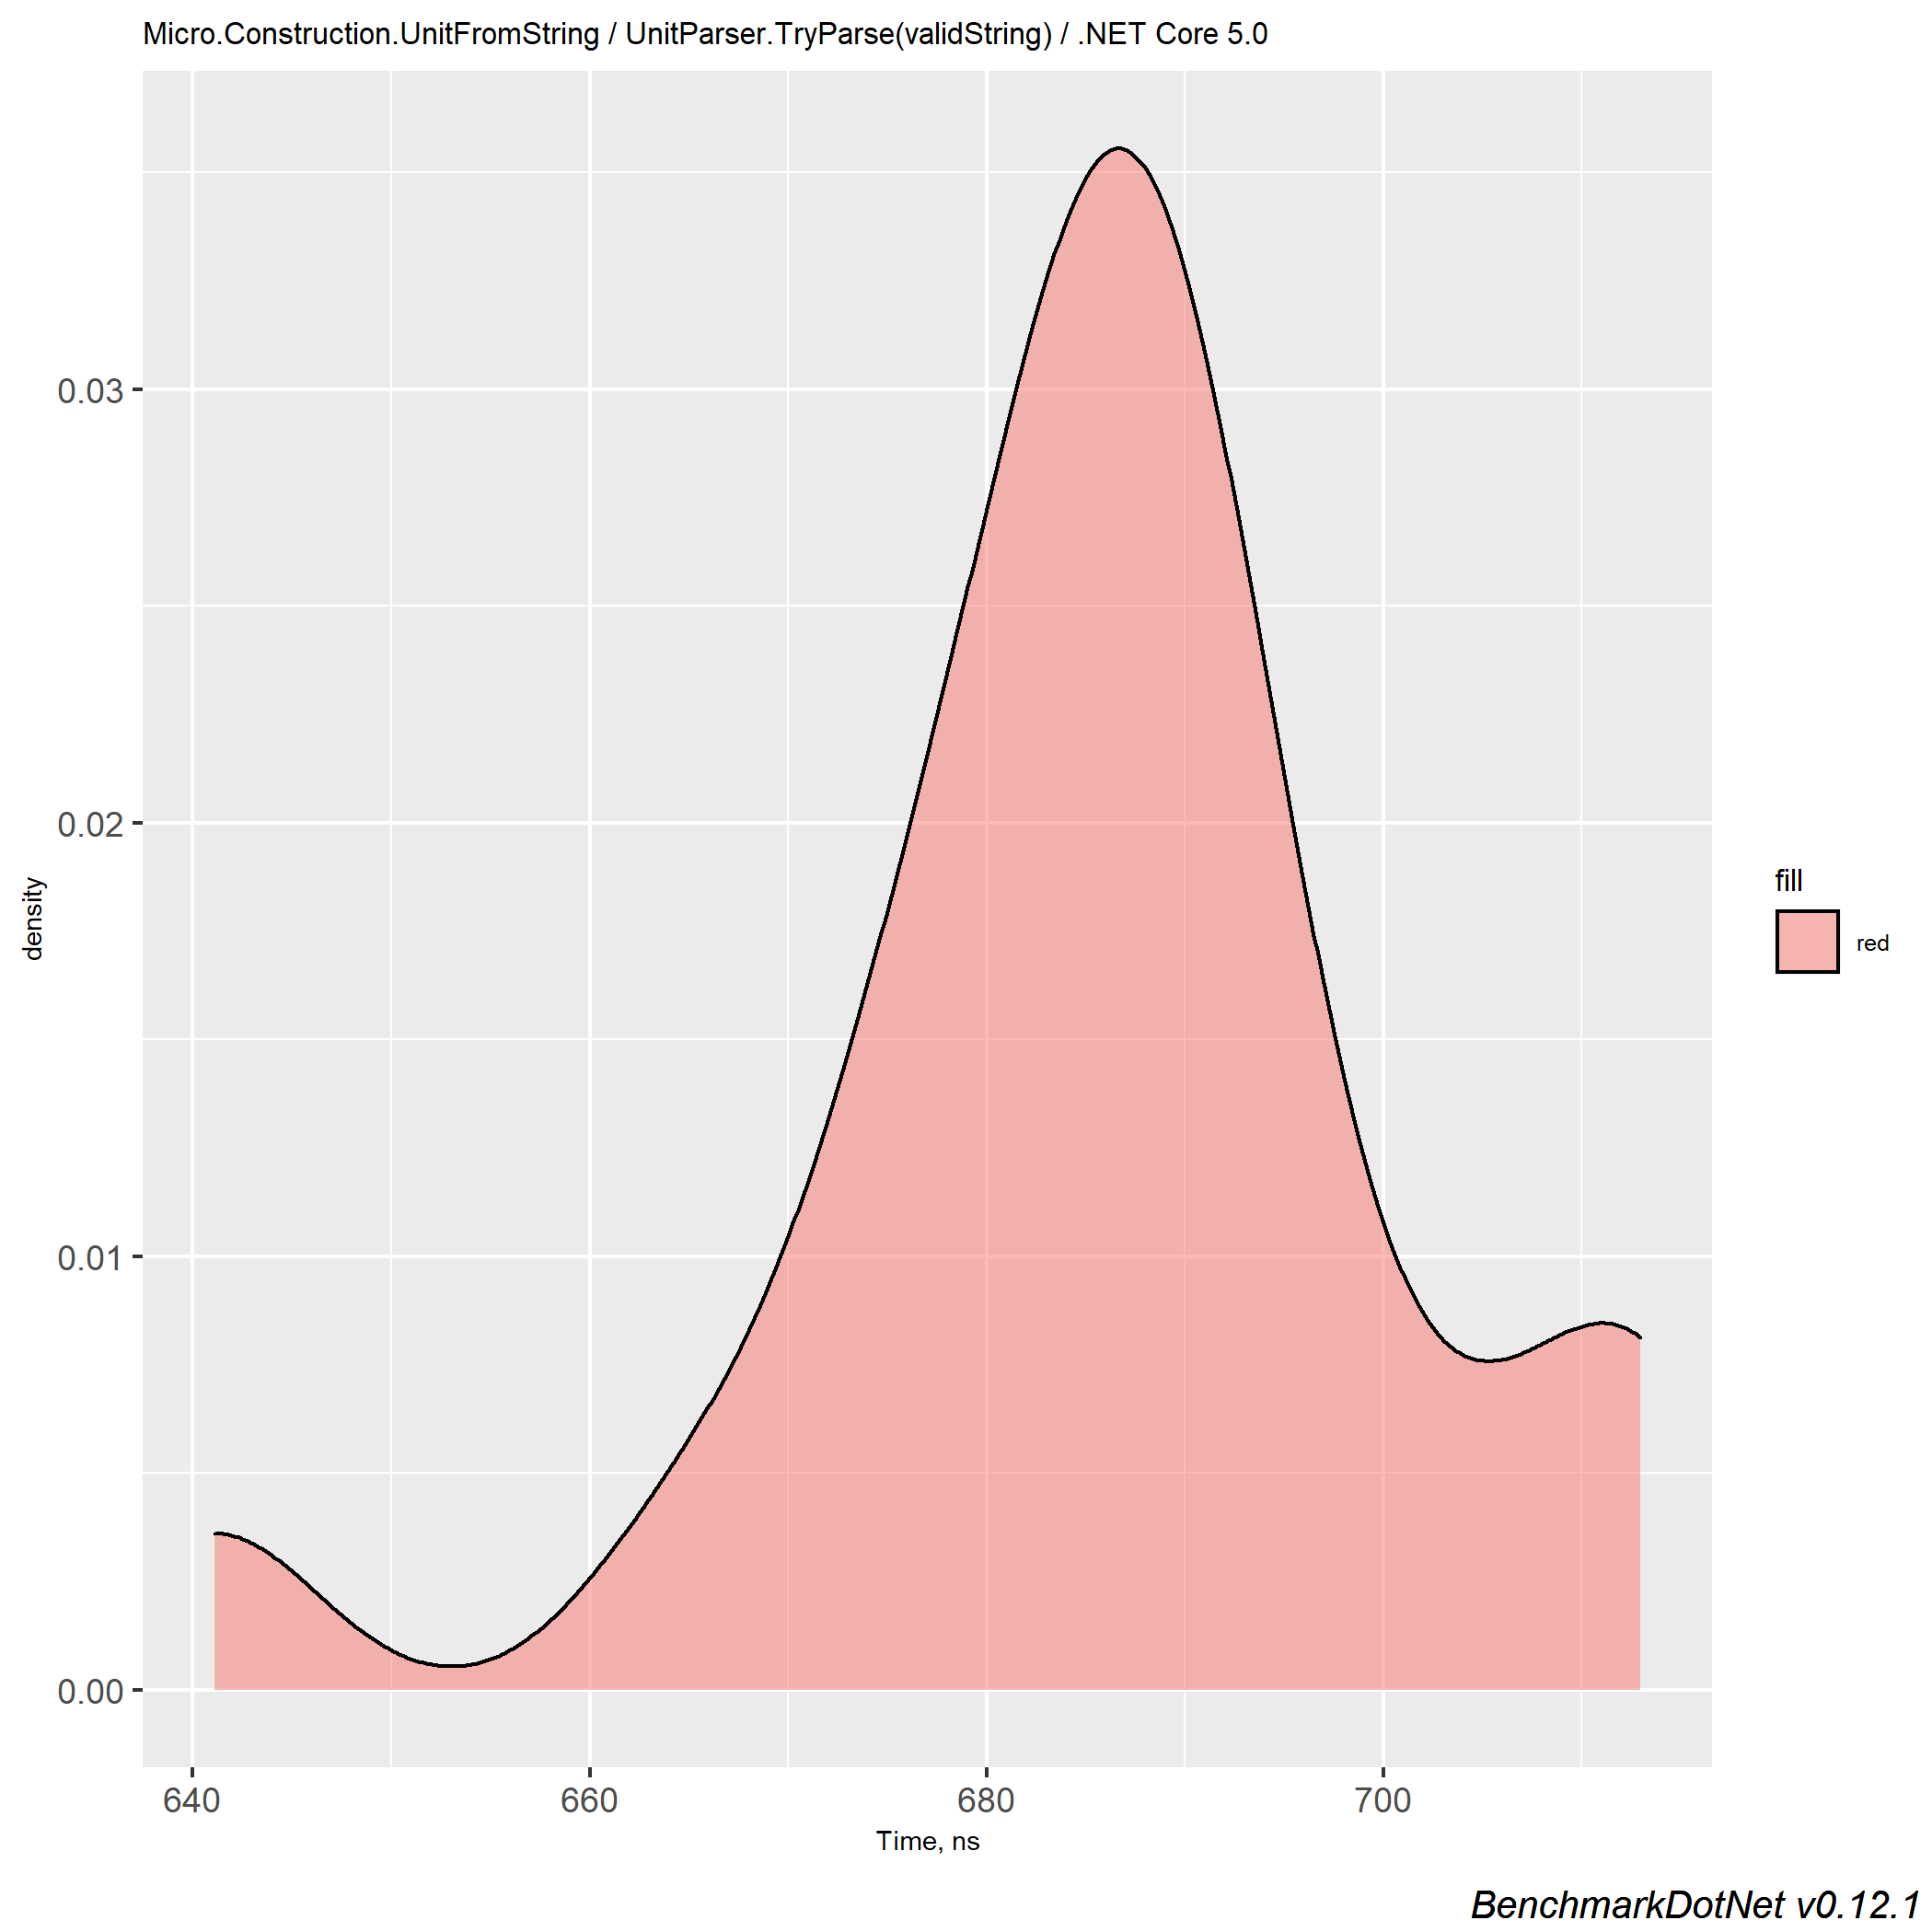 Micro.Construction.UnitFromString / UnitParser.TryParse(validString) / .NET Core 5.0
0.03
0.02
0.01
0.00
density
640 660 680 700
Time, ns
fill
red
BenchmarkDotNet v0.12.1